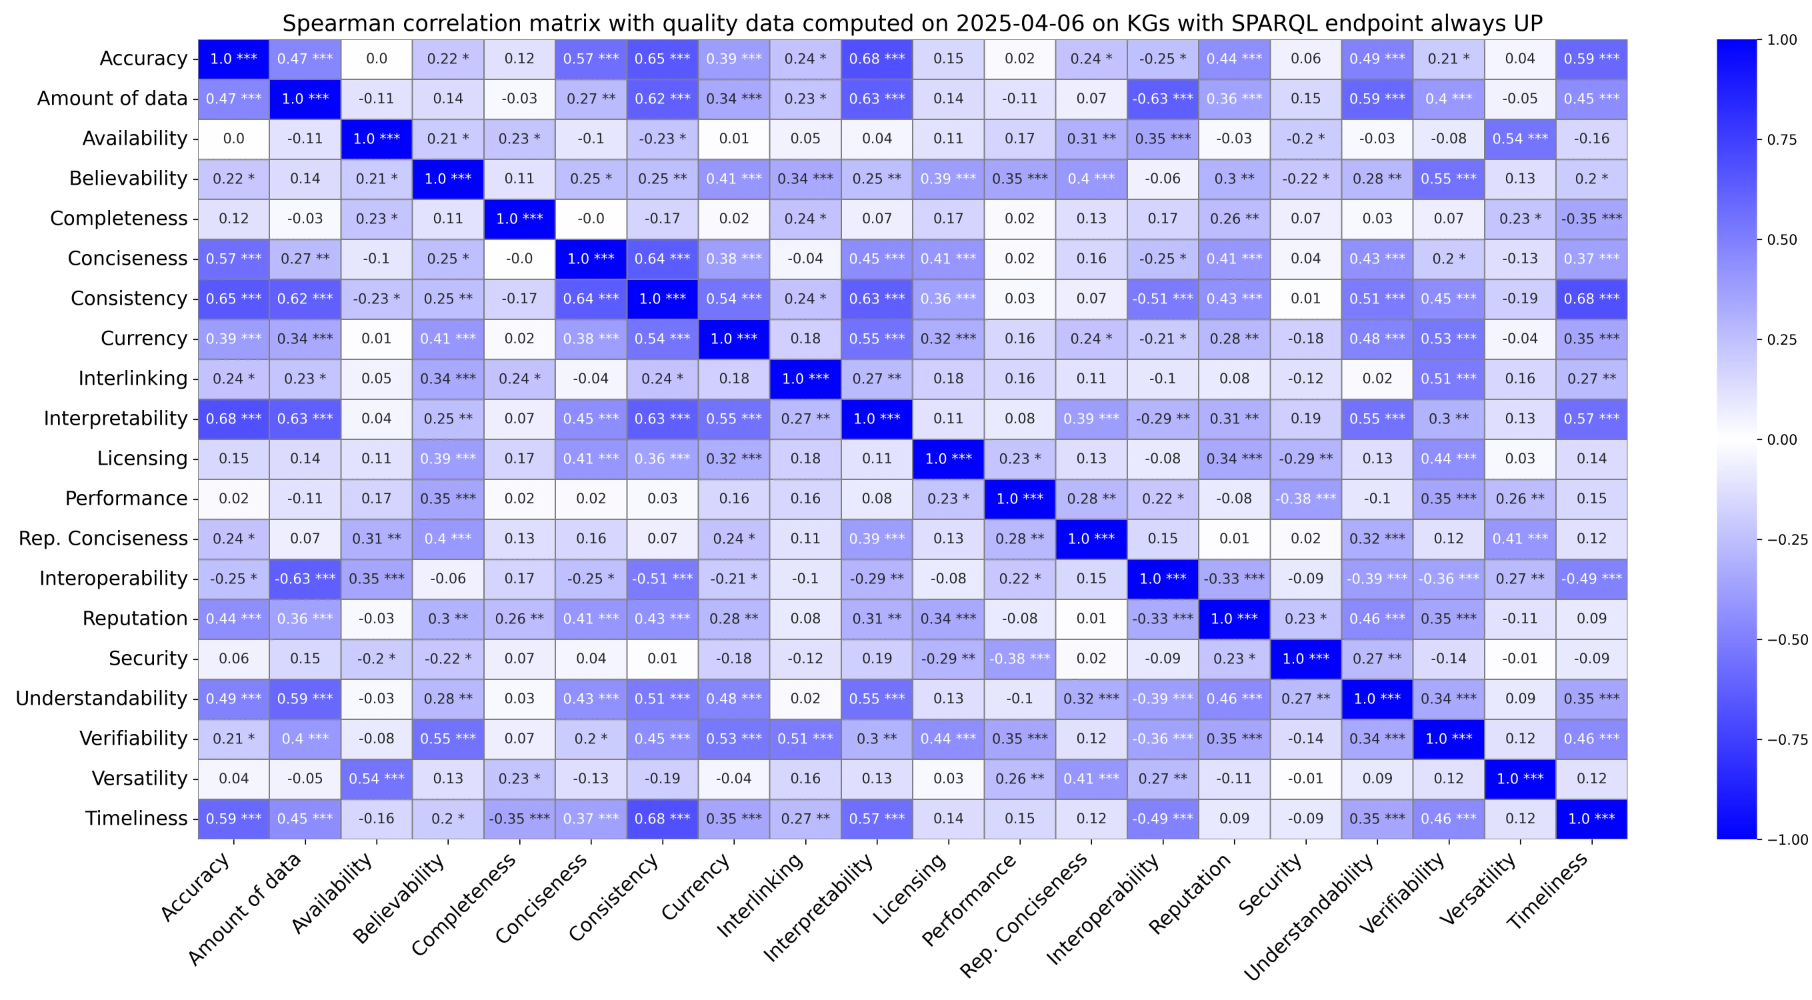 Spearman correlation matrix with quality data computed on 2025-04-06 on KGs with SPARQL endpoint always UP
Accuracy 1.0 *** 0.47 *** 0.0 0.22 * 0.12 0.57 *** 0.65 *** 0.39 *** 0.24 * 0.68 *** 0.15 0.02 0.24 * -0.25 * 0.44 *** 0.06 0.49 *** 0.21 * 0.04 0.59 ***
Amount of data 0.47 *** 1.0 *** -0.11 0.14 -0.03 0.27 ** 0.62 *** 0.34 *** 0.23 * 0.63 *** 0.14 -0.11 0.07 -0.63 *** 0.36 *** 0.15 0.59 *** 0.4 *** -0.05 0.45 ***
Availability 0.0 -0.11 1.0 *** 0.21 * 0.23 * -0.1 -0.23 * 0.01 0.05 0.04 0.11 0.17 0.31 ** 0.35 *** -0.03 -0.2 * -0.03 -0.08 0.54 *** -0.16
Believability 0.22 * 0.14 0.21 * 1.0 *** 0.11 0.25 * 0.25 ** 0.41 *** 0.34 *** 0.25 ** 0.39 *** 0.35 *** 0.4 *** -0.06 0.3 ** -0.22 * 0.28 ** 0.55 *** 0.13 0.2 *
Completeness 0.12 -0.03 0.23 * 0.11 1.0 *** -0.0 -0.17 0.02 0.24 * 0.07 0.17 0.02 0.13 0.17 0.26 ** 0.07 0.03 0.07 0.23 * -0.35 ***
Conciseness 0.57 *** 0.27 ** -0.1 0.25 * -0.0 1.0 *** 0.64 *** 0.38 *** -0.04 0.45 *** 0.41 *** 0.02 0.16 -0.25 * 0.41 *** 0.04 0.43 *** 0.2 * -0.13 0.37 ***
Consistency 0.65 *** 0.62 *** -0.23 * 0.25 ** -0.17 0.64 *** 1.0 *** 0.54 *** 0.24 * 0.63 *** 0.36 *** 0.03 0.07 -0.51 *** 0.43 *** 0.01 0.51 *** 0.45 *** -0.19 0.68 ***
Currency 0.39 *** 0.34 *** 0.01 0.41 *** 0.02 0.38 *** 0.54 *** 1.0 *** 0.18 0.55 *** 0.32 *** 0.16 0.24 * -0.21 * 0.28 ** -0.18 0.48 *** 0.53 *** -0.04 0.35 ***
Interlinking 0.24 * 0.23 * 0.05 0.34 *** 0.24 * -0.04 0.24 * 0.18 1.0 *** 0.27 ** 0.18 0.16 0.11 -0.1 0.08 -0.12 0.02 0.51 *** 0.16 0.27 **
Interpretability 0.68 *** 0.63 *** 0.04 0.25 ** 0.07 0.45 *** 0.63 *** 0.55 *** 0.27 ** 1.0 *** 0.11 0.08 0.39 *** -0.29 ** 0.31 ** 0.19 0.55 *** 0.3 ** 0.13 0.57 ***
Licensing 0.15 0.14 0.11 0.39 *** 0.17 0.41 *** 0.36 *** 0.32 *** 0.18 0.11 1.0 *** 0.23 * 0.13 -0.08 0.34 *** -0.29 ** 0.13 0.44 *** 0.03 0.14
Performance 0.02 -0.11 0.17 0.35 *** 0.02 0.02 0.03 0.16 0.16 0.08 0.23 * 1.0 *** 0.28 ** 0.22 * -0.08 -0.38 *** -0.1 0.35 *** 0.26 ** 0.15
Rep. Conciseness 0.24 * 0.07 0.31 ** 0.4 *** 0.13 0.16 0.07 0.24 * 0.11 0.39 *** 0.13 0.28 ** 1.0 *** 0.15 0.01 0.02 0.32 *** 0.12 0.41 *** 0.12
Interoperability -0.25 * -0.63 *** 0.35 *** -0.06 0.17 -0.25 * -0.51 *** -0.21 * -0.1 -0.29 ** -0.08 0.22 * 0.15 1.0 *** -0.33 *** -0.09 -0.39 *** -0.36 *** 0.27 ** -0.49 ***
Reputation 0.44 *** 0.36 *** -0.03 0.3 ** 0.26 ** 0.41 *** 0.43 *** 0.28 ** 0.08 0.31 ** 0.34 *** -0.08 0.01 -0.33 *** 1.0 *** 0.23 * 0.46 *** 0.35 *** -0.11 0.09
Security 0.06 0.15 -0.2 * -0.22 * 0.07 0.04 0.01 -0.18 -0.12 0.19 -0.29 ** -0.38 *** 0.02 -0.09 0.23 * 1.0 *** 0.27 ** -0.14 -0.01 -0.09
Understandability 0.49 *** 0.59 *** -0.03 0.28 ** 0.03 0.43 *** 0.51 *** 0.48 *** 0.02 0.55 *** 0.13 -0.1 0.32 *** -0.39 *** 0.46 *** 0.27 ** 1.0 *** 0.34 *** 0.09 0.35 ***
Verifiability 0.21 * 0.4 *** -0.08 0.55 *** 0.07 0.2 * 0.45 *** 0.53 *** 0.51 *** 0.3 ** 0.44 *** 0.35 *** 0.12 -0.36 *** 0.35 *** -0.14 0.34 *** 1.0 *** 0.12 0.46 ***
Versatility 0.04 -0.05 0.54 *** 0.13 0.23 * -0.13 -0.19 -0.04 0.16 0.13 0.03 0.26 ** 0.41 *** 0.27 ** -0.11 -0.01 0.09 0.12 1.0 *** 0.12
Timeliness 0.59 *** 0.45 *** -0.16 0.2 * -0.35 *** 0.37 *** 0.68 *** 0.35 *** 0.27 ** 0.57 *** 0.14 0.15 0.12 -0.49 *** 0.09 -0.09 0.35 *** 0.46 *** 0.12 1.0 ***
Accuracy Amount of data Availability Believability Completeness Conciseness Consistency Currency Interlinking Interpretability Licensing Performance Rep. Conciseness Interoperability Reputation Security Understandability Verifiability Versatility Timeliness
1.00
0.75
0.50
0.25
0.00
−0.25
−0.50
−0.75
−1.00